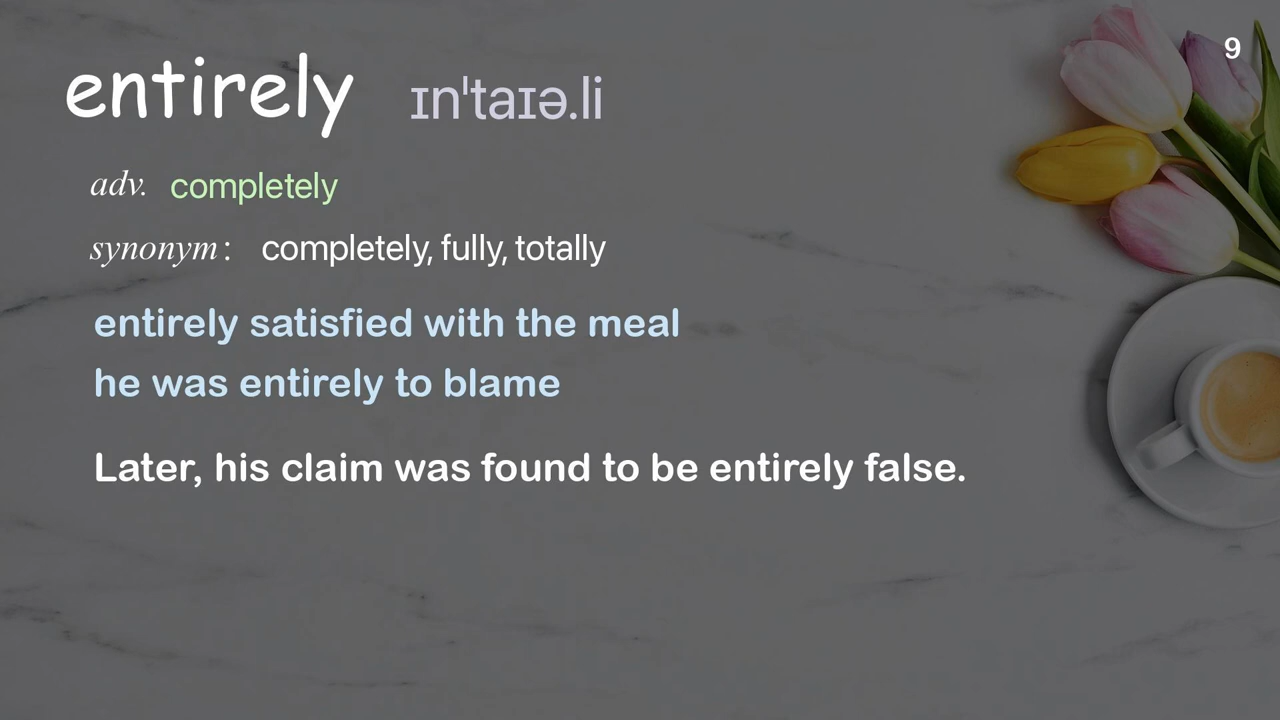 9
entirely ɪnˈtaɪə.li
adv. completely
synonym : completely, fully, totally
entirely satisfied with the meal
he was entirely to blame
Later, his claim was found to be entirely false.